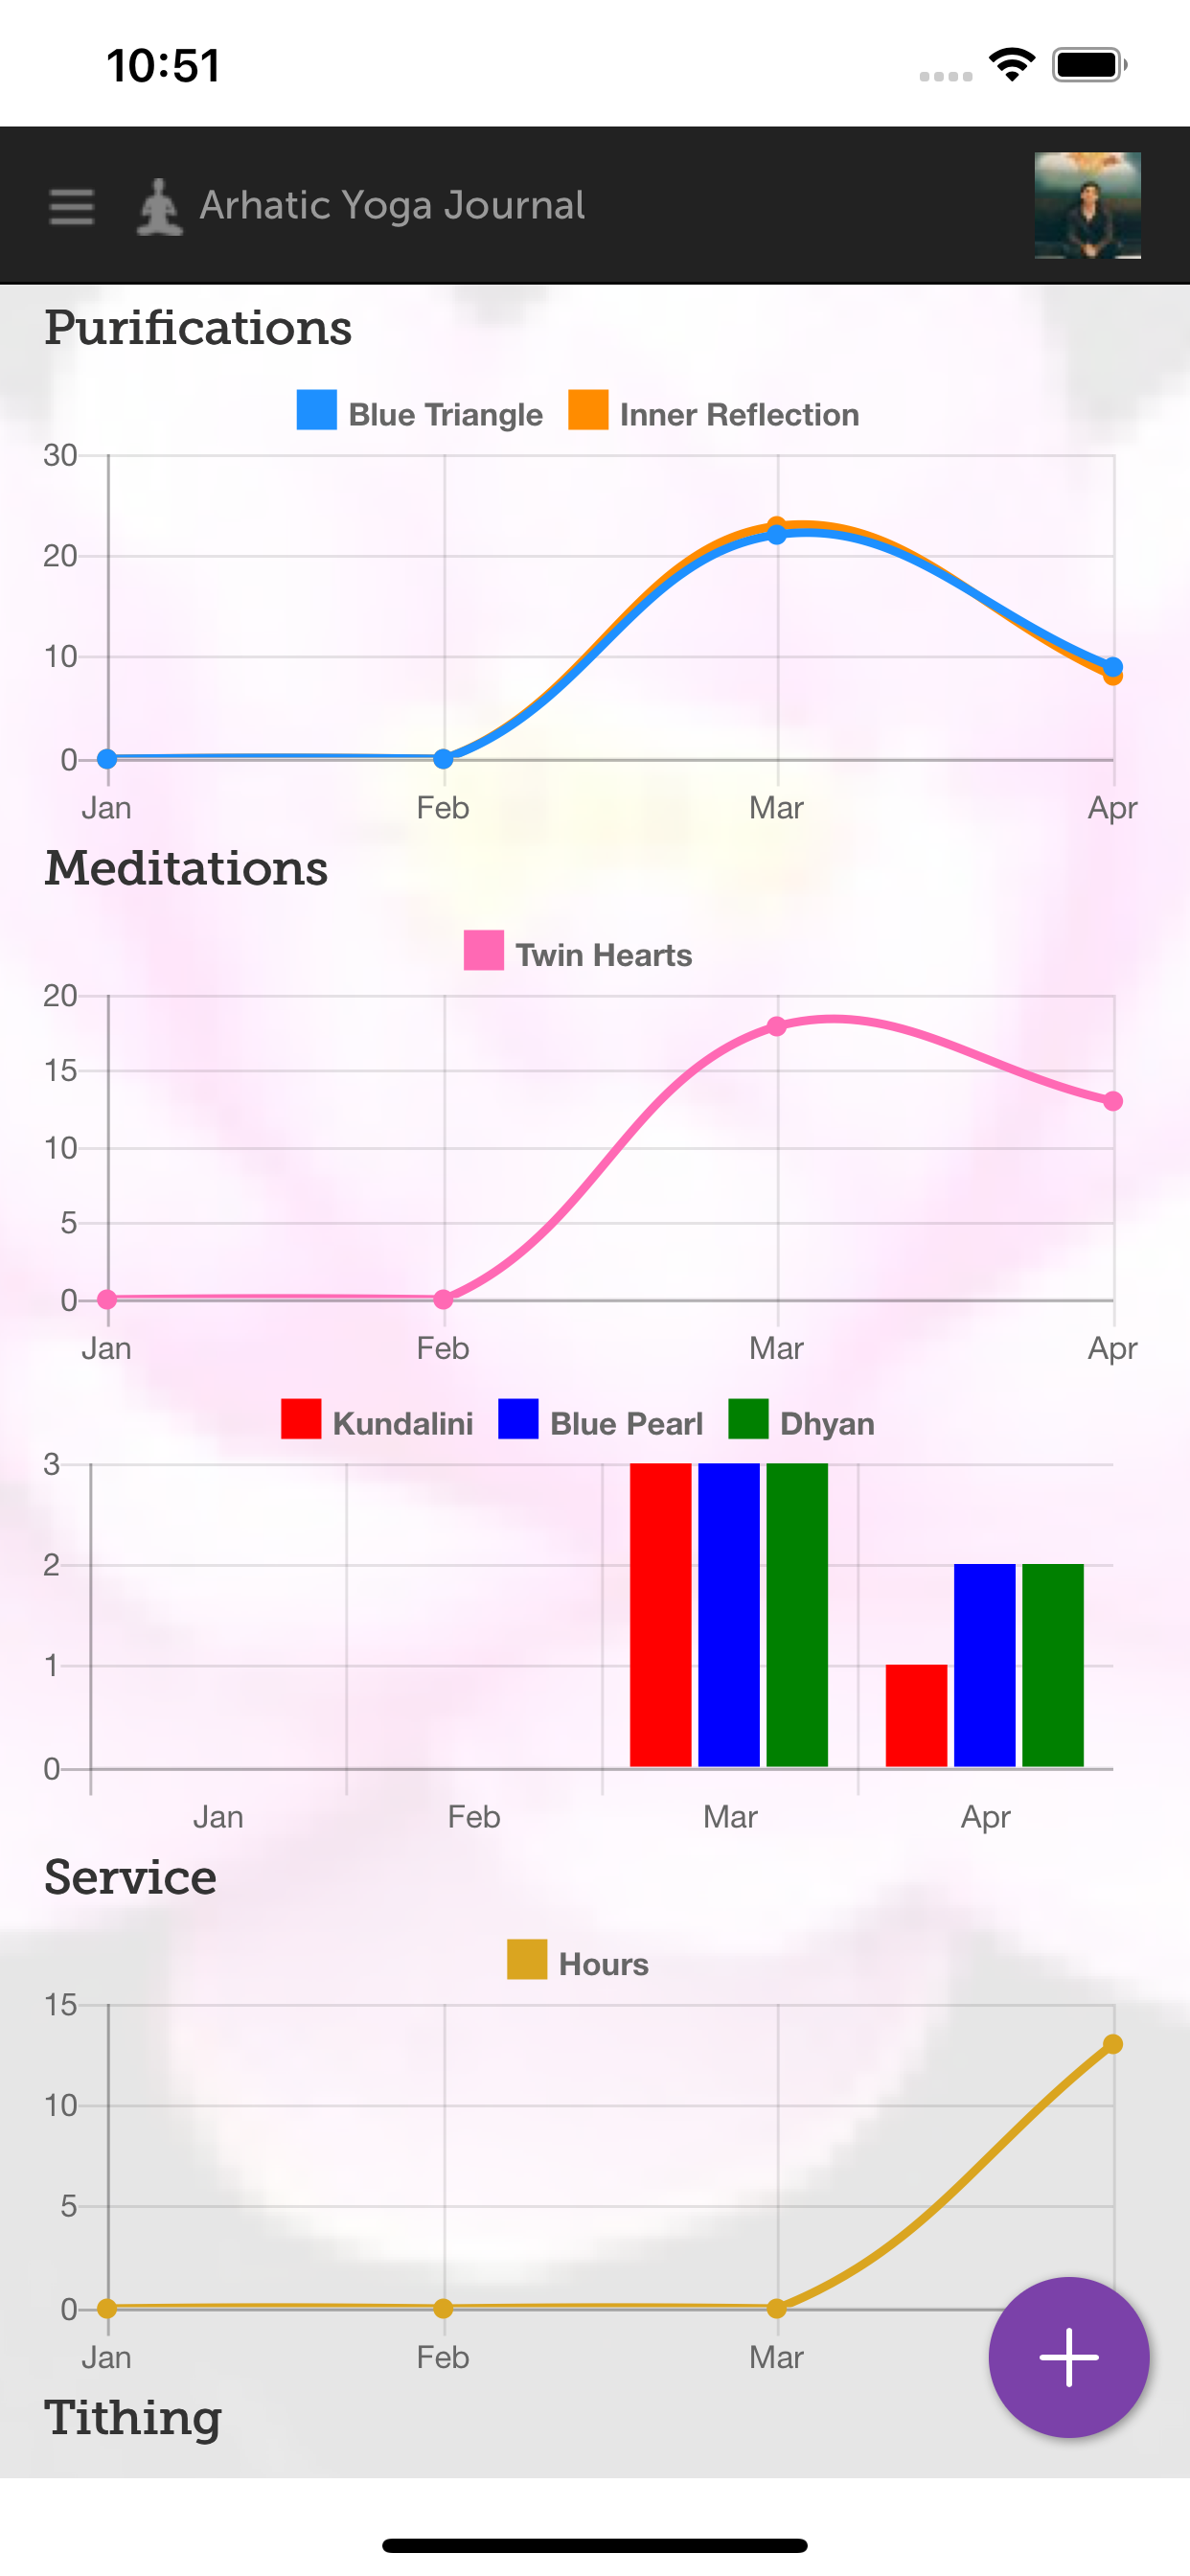 10:51
Arhatic Yoga Journal
Purifications
Blue Triangle Inner Reflection
30
20
10
0
Jan Feb Mar Apr
Meditations
Twin Hearts
20
15
10
5
0
Jan Feb Mar Apr
Kundalini Blue Pearl Dhyan
3
2
1
0
Jan Feb Mar Apr
Service
Hours
15
10
5
0
Jan Feb Mar
Tithing